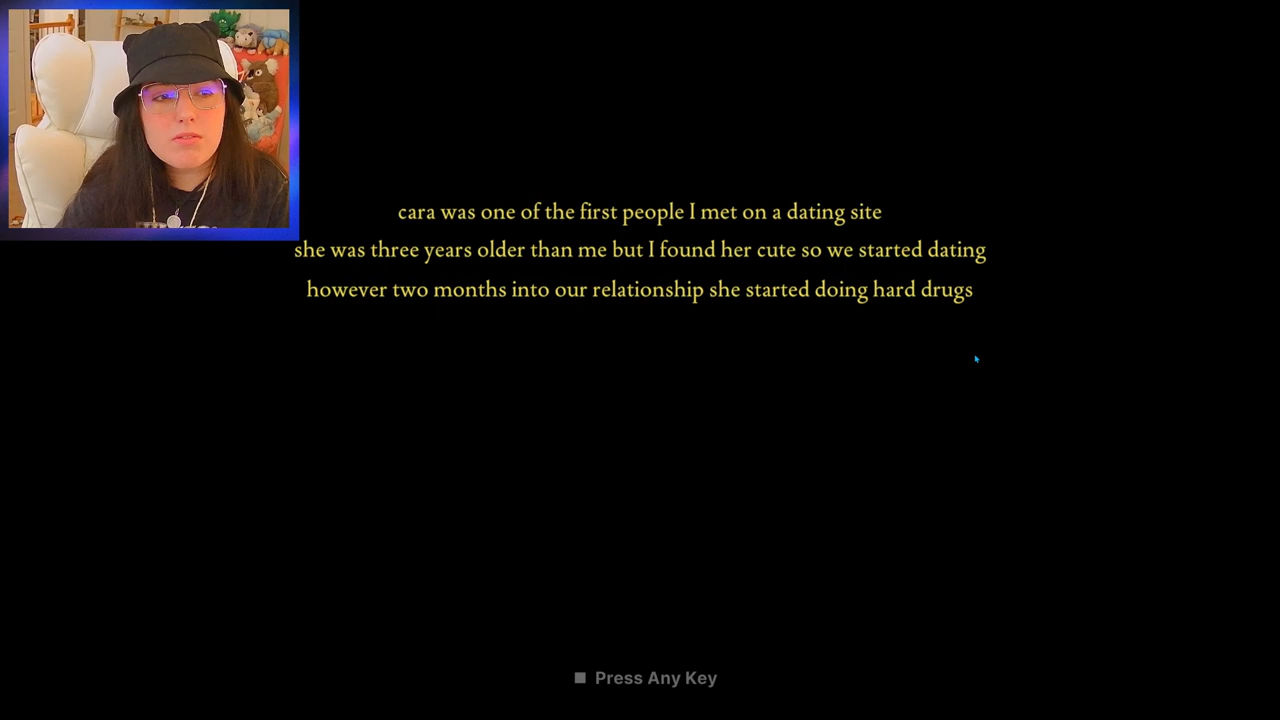 cara was one of the first people I met on a dating site
she was three years older than me but I found her cute so we started dating
however two months into our relationship she started doing hard drugs
Press Any Key